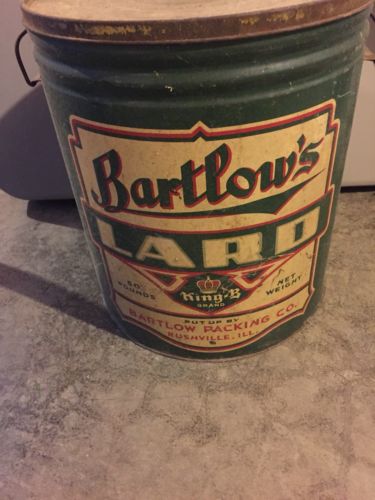 Bartlow's
LARD
50 POUNDS
NET WEIGHT
King-B
BRAND
PUT UP BY
BARTLOW PACKING CO.
RUSHVILLE, ILL.